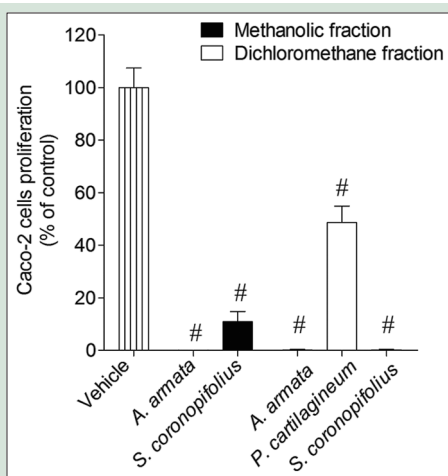 Methanolic fraction
Dichloromethane fraction
Caco-2 cells proliferation
(% of control)
120
100
80
60
40
20
0
#
#
#
#
#
Vehicle
A. armata
S. coronopifolius
A. armata
P. cartilagineum
S. coronopifolius